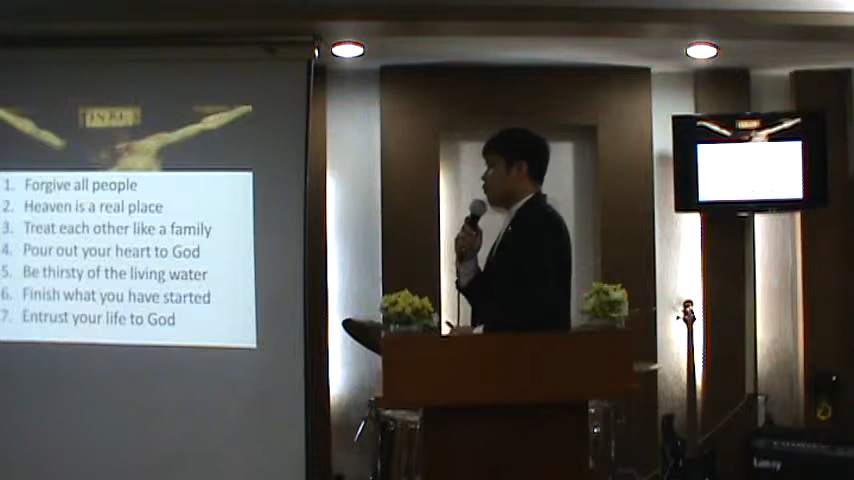 1. Forgive all people
2. Heaven is a real place
3. Treat each other like a family
4. Pour out your heart to God
5. Be thirsty of the living water
6. Finish what you have started
7. Entrust your life to God
Laney